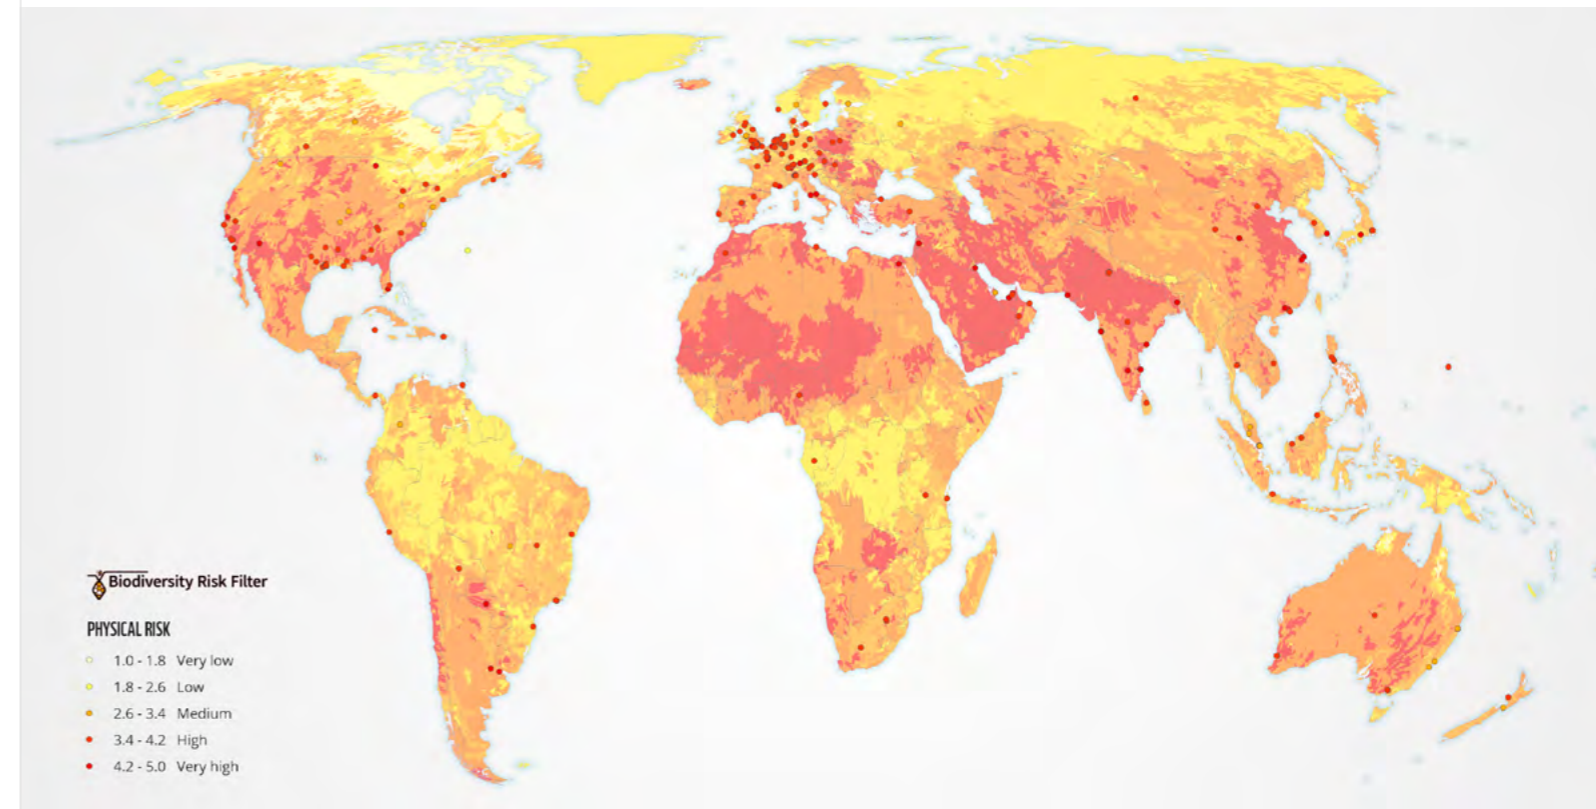 Biodiversity Risk Filter
PHYSICAL RISK
1.0 - 1.8 Very low
1.8 - 2.6 Low
2.6 - 3.4 Medium
3.4 - 4.2 High
4.2 - 5.0 Very high